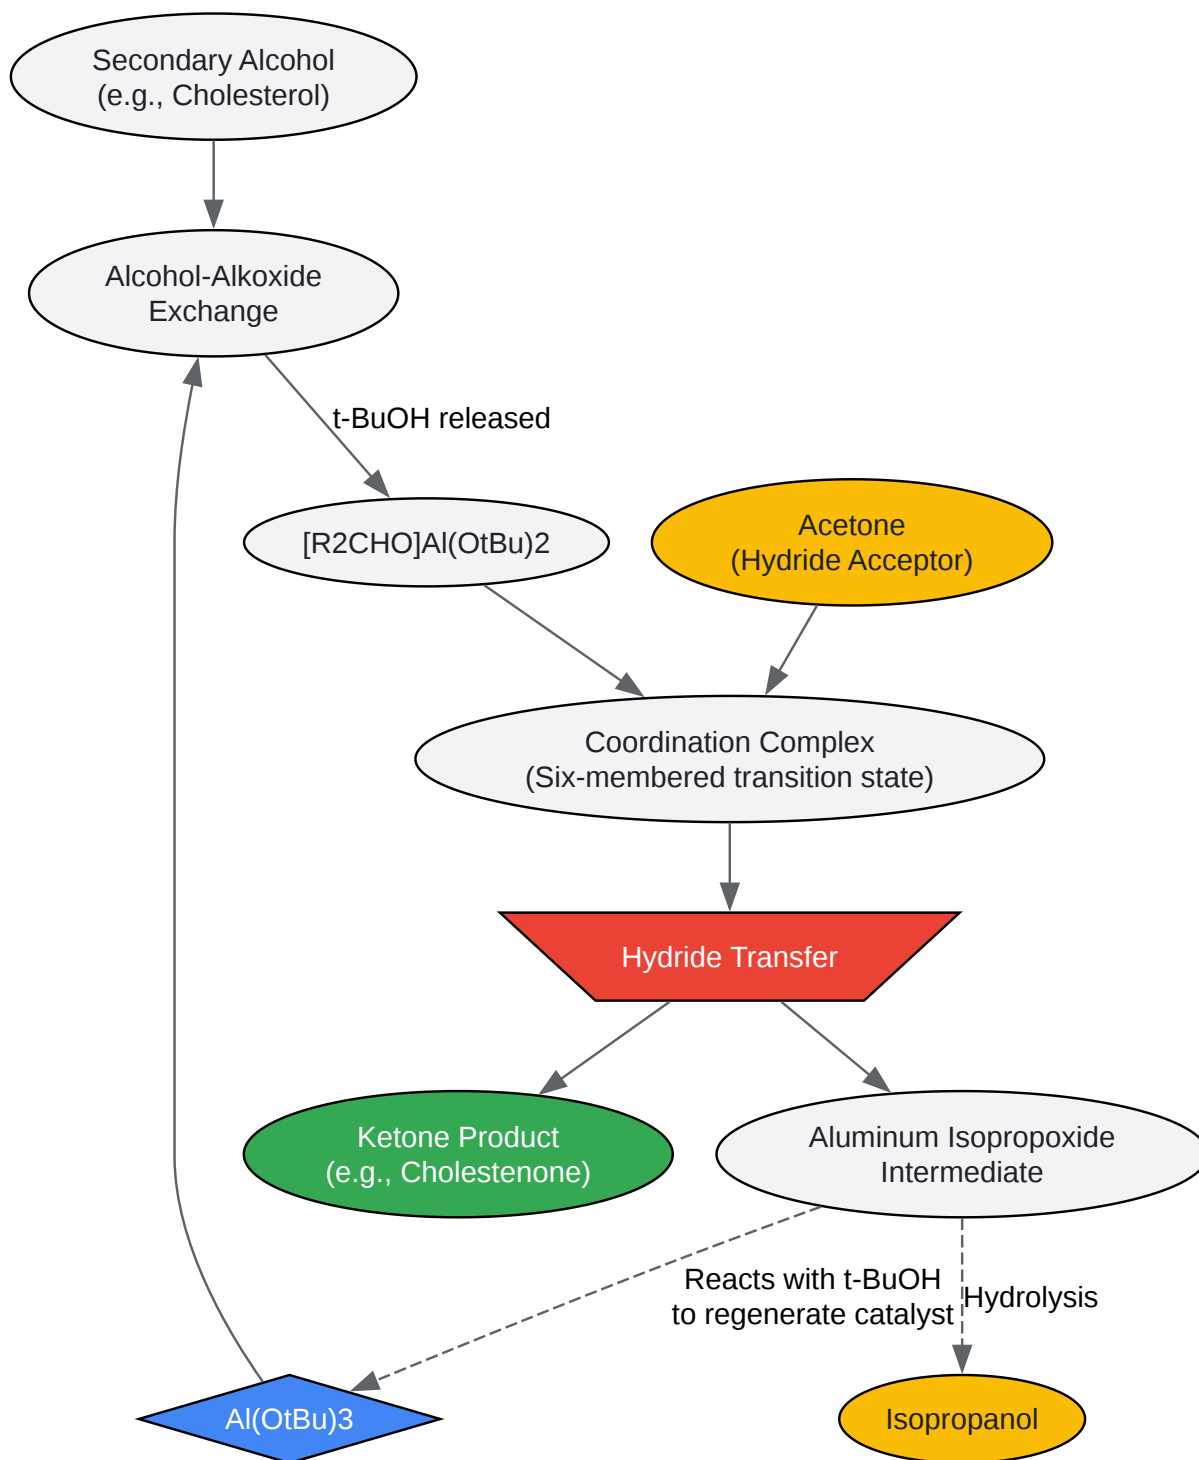 Secondary Alcohol
(e.g., Cholesterol)
Alcohol-Alkoxide
Exchange
t-BuOH released
[R2CHO]Al(OtBu)2
Acetone
(Hydride Acceptor)
Coordination Complex
(Six-membered transition state)
Hydride Transfer
Ketone Product
(e.g., Cholestenone)
Aluminum Isopropoxide
Intermediate
Reacts with t-BuOH
to regenerate catalyst
Hydrolysis
Al(OtBu)3
Isopropanol